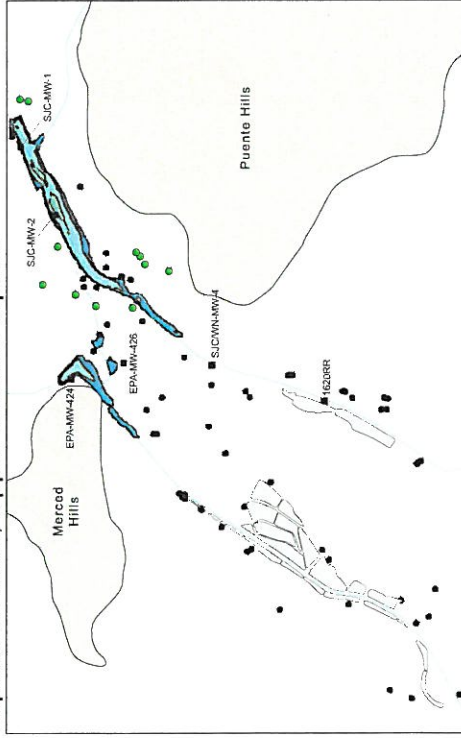 SJC-MW-1
SJC-MW-2
Puente Hills
EPA-MW-426
SJC/WN-MW-4
EPA-MW-424
1620RR
Merced
Hills